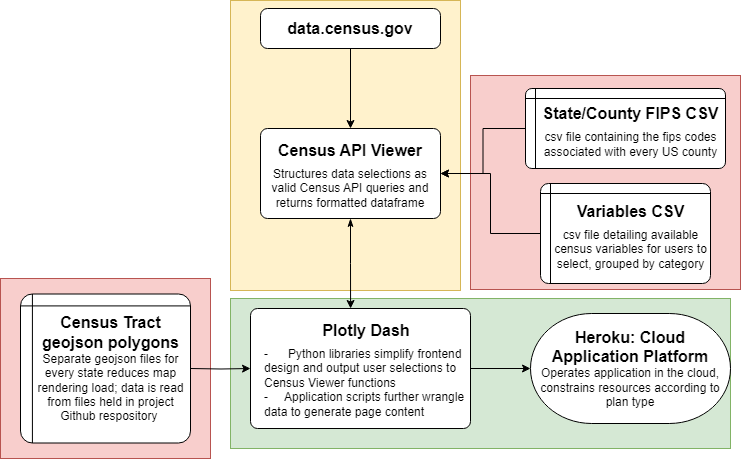 data.census.gov
Census API Viewer
Structures data selections as
valid Census API queries and
returns formatted dataframe
State/County FIPS CSV
csv file containing the fips codes
associated with every US county
Variables CSV
csv file detailing available
census variables for users to
select, grouped by category
Census Tract
geojson polygons
Separate geojson files for
every state reduces map
rendering load; data is read
from files held in project
Github respository
Plotly Dash
- Python libraries simplify frontend
design and output user selections to
Census Viewer functions
- Application scripts further wrangle
data to generate page content
Heroku: Cloud
Application Platform
Operates application in the cloud,
constrains resources according to
plan type